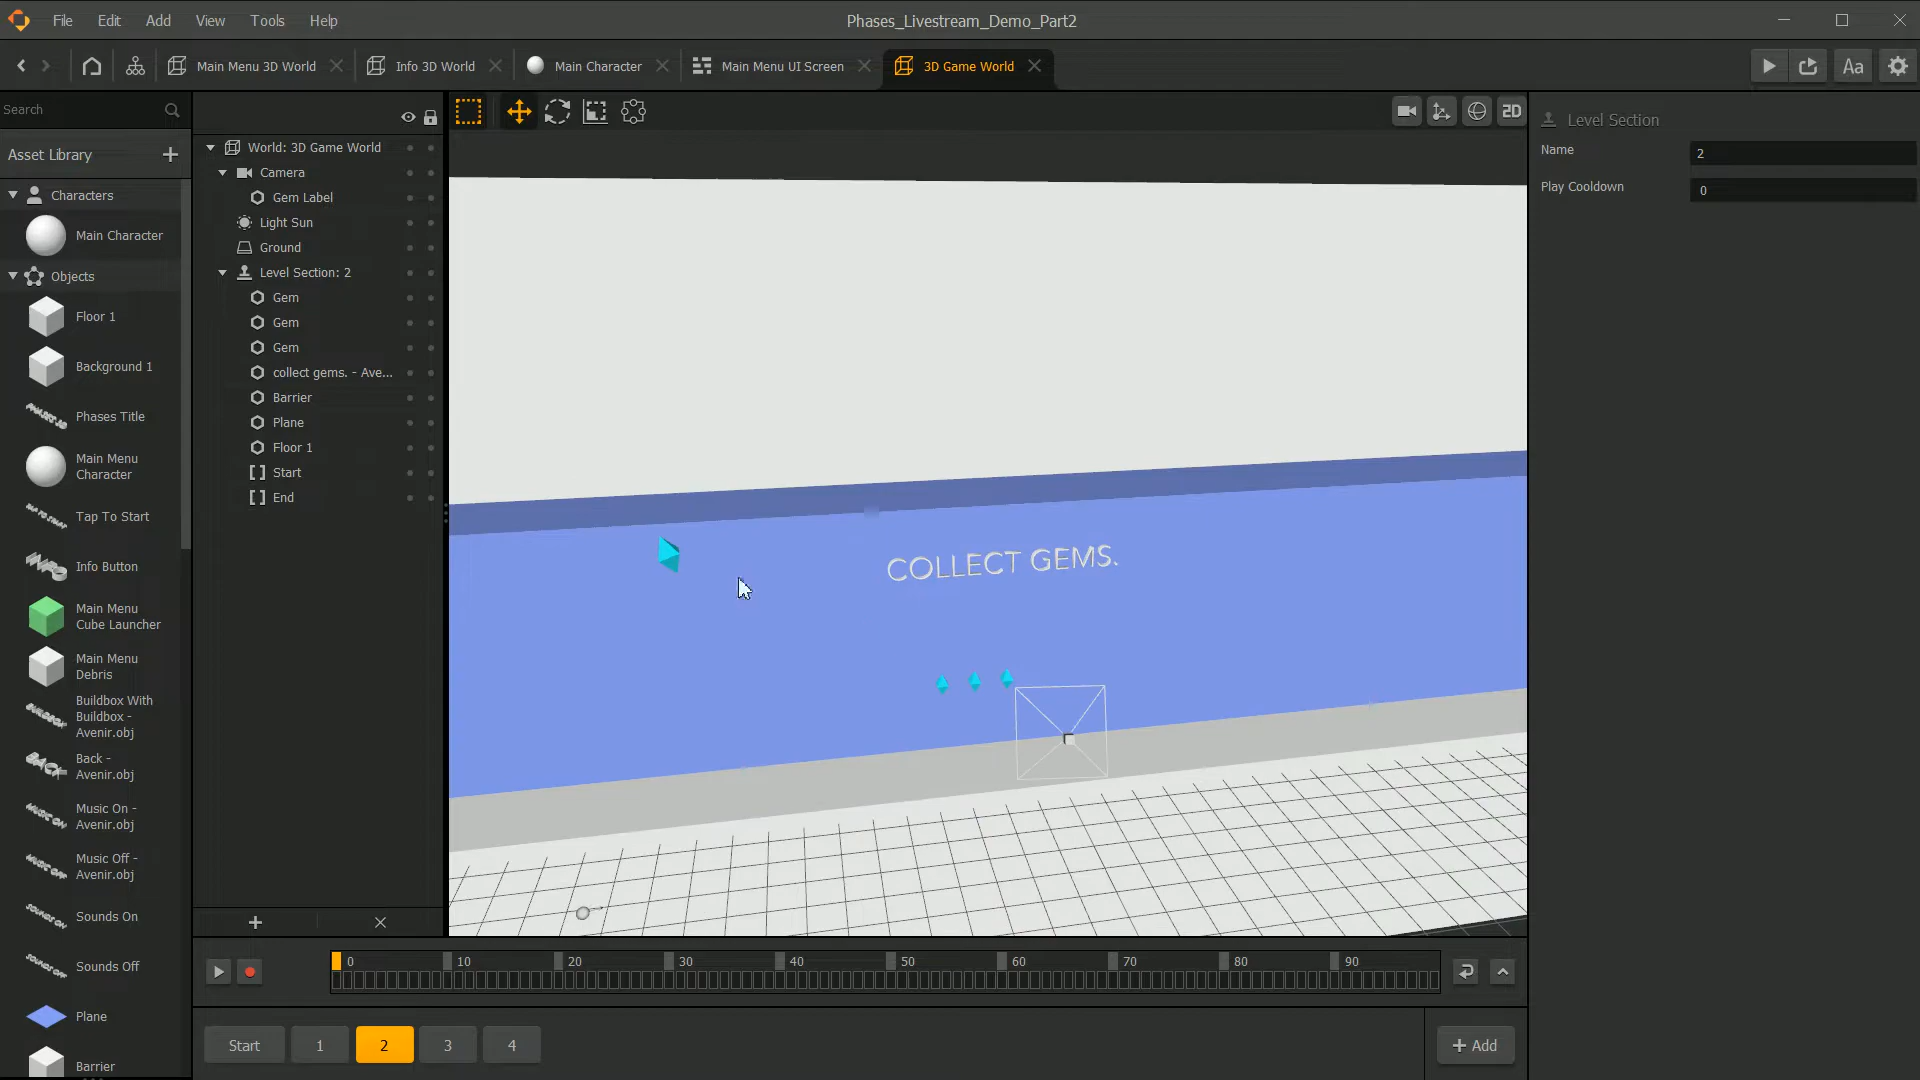 File Edit Add View Tools Help
Phases_Livestream_Demo_Part2
Main Menu 3D World
Info 3D World
Main Character
Main Menu UI Screen
3D Game World
Aa
Search
Asset Library
Characters
Main Character
Objects
Floor 1
Background 1
Phases Title
Main Menu
Character
Tap To Start
Info Button
Main Menu
Cube Launcher
Main Menu
Debris
Buildbox With
Buildbox -
Avenir.obj
Back -
Avenir.obj
Music On -
Avenir.obj
Music Off -
Avenir.obj
Sounds On
Sounds Off
Plane
Barrier
World: 3D Game World
Camera
Gem Label
Light Sun
Ground
Level Section: 2
Gem
Gem
Gem
collect gems. - Ave...
Barrier
Plane
Floor 1
Start
End
2D
COLLECT GEMS.
Level Section
Name 2
Play Cooldown 0
0 10 20 30 40 50 60 70 80 90
Start 1 2 3 4
+ Add